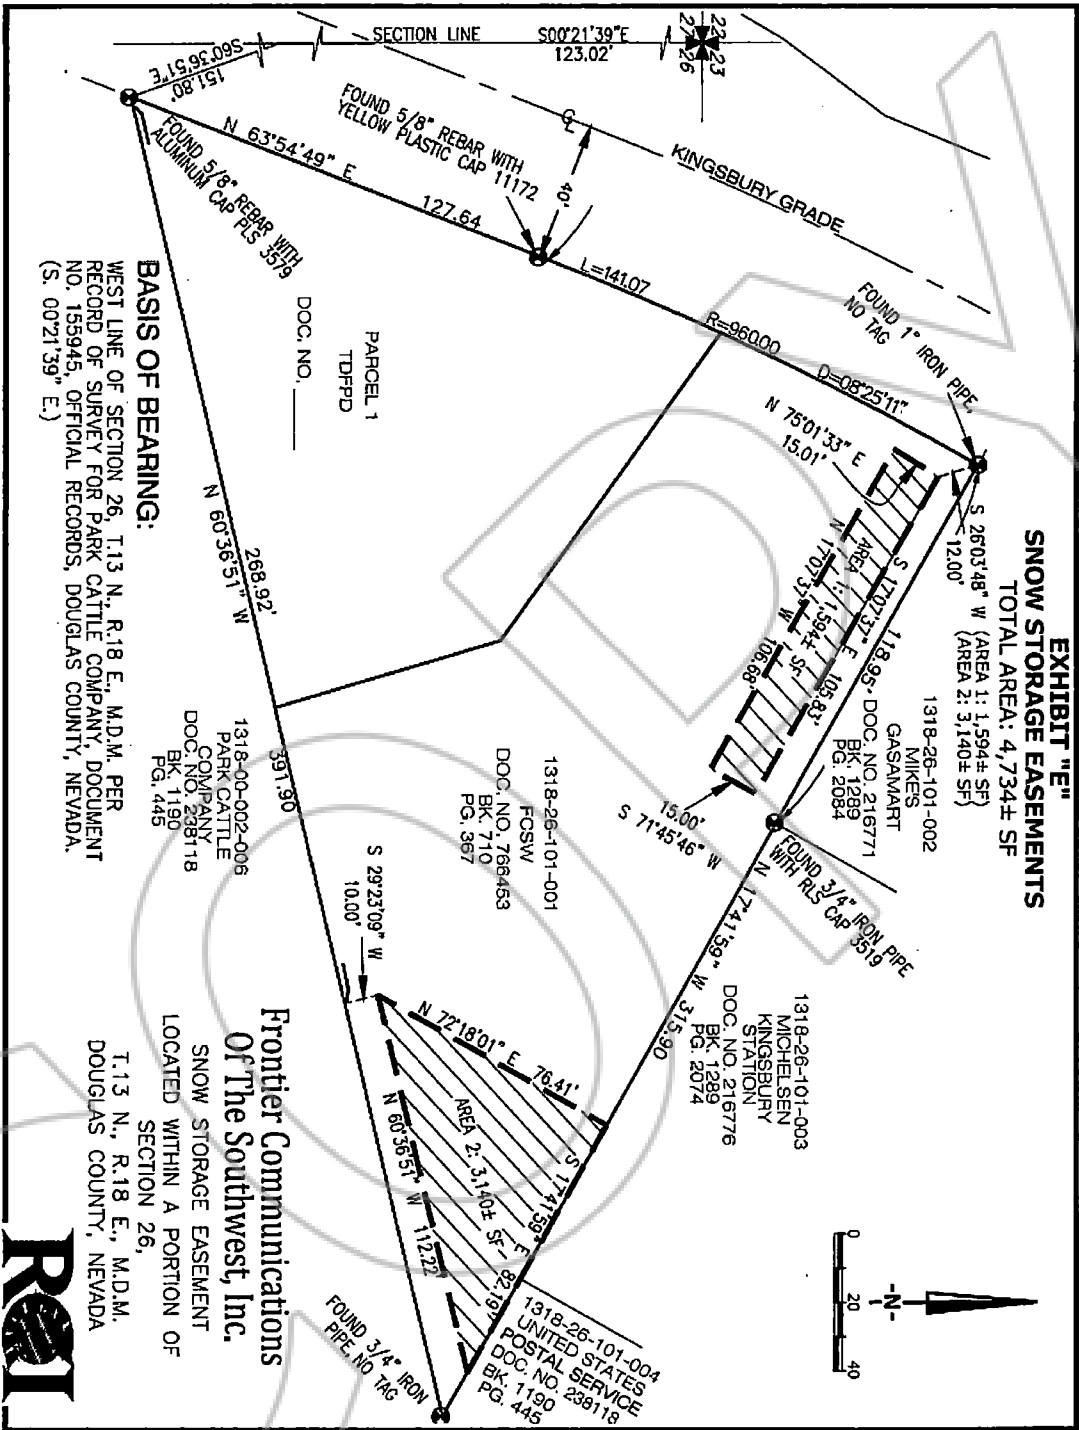 EXHIBIT "E"
SNOW STORAGE EASEMENTS
TOTAL AREA: 4,734± SF
(AREA 1: 1,594± SF)
(AREA 2: 3,140± SF)
22
23
27
26
SECTION LINE
S00°21'39"E
123.02'
S60°36'51"E
151.80'
FOUND 5/8" REBAR WITH
ALUMINUM CAP PLS 3579
N 63°54'49" E
127.64
FOUND 5/8" REBAR WITH
YELLOW PLASTIC CAP 11172
CL
40'
KINGSBURY GRADE
L=141.07
R=960.00
D=08°25'11"
FOUND 1" IRON PIPE,
NO TAG
S 26°03'48" W
12.00'
N 75°01'33" E
15.01'
S 17°07'37" E 105.83'
AREA 1: 1,594± SF
N 17°07'37" W 106.68'
118.95
15.00'
S 71°45'46" W
1318-26-101-002
MIKE'S
GASAMART
DOC. NO. 216771
BK. 1289
PG. 2084
FOUND 3/4" IRON PIPE
WITH RLS CAP 3519
N 17°41'59" W 315.90
1318-26-101-003
MICHELSEN
KINGSBURY
STATION
DOC. NO. 216776
BK. 1289
PG. 2074
PARCEL 1
TDFPD
DOC. NO.
1318-26-101-001
FCSW
DOC. NO. 766453
BK. 710
PG. 367
268.92'
N 60°36'51" W
391.90
1318-00-002-006
PARK CATTLE
COMPANY
DOC. NO. 238118
BK. 1190
PG. 445
S 29°23'09" W
10.00'
N 72°18'01" E 76.41'
AREA 2: 3,140± SF
S 17°41'59" E 82.19'
N 60°36'51" W 112.22'
1318-26-101-004
UNITED STATES
POSTAL SERVICE
DOC. NO. 238118
BK. 1190
PG. 445
FOUND 3/4" IRON
PIPE, NO TAG
0 20 40
-N-
BASIS OF BEARING:
WEST LINE OF SECTION 26, T.13 N., R.18 E., M.D.M. PER
RECORD OF SURVEY FOR PARK CATTLE COMPANY, DOCUMENT
NO. 155945, OFFICIAL RECORDS, DOUGLAS COUNTY, NEVADA.
(S. 00°21'39" E.)
Frontier Communications
Of The Southwest, Inc.
SNOW STORAGE EASEMENT
LOCATED WITHIN A PORTION OF
SECTION 26,
T.13 N., R.18 E., M.D.M.
DOUGLAS COUNTY, NEVADA
ROI
COPY